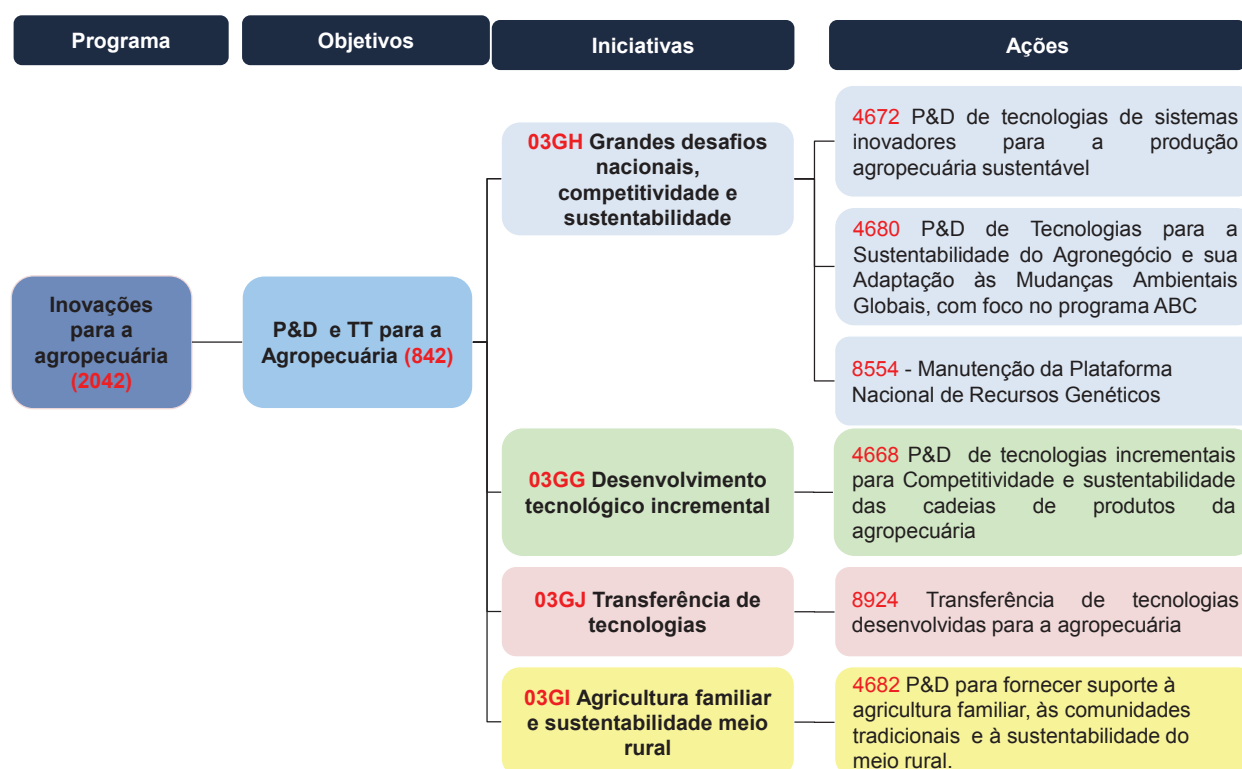 Programa
Objetivos
Iniciativas
Ações
Inovações
para a
agropecuária
(2042)
P&D e TT para a
Agropecuária (842)
03GH Grandes desafios
nacionais,
competitividade e
sustentabilidade
4672 P&D de tecnologias de sistemas
inovadores para a produção
agropecuária sustentável
4680 P&D de Tecnologias para a
Sustentabilidade do Agronegócio e sua
Adaptação às Mudanças Ambientais
Globais, com foco no programa ABC
8554 - Manutenção da Plataforma
Nacional de Recursos Genéticos
03GG Desenvolvimento
tecnológico incremental
4668 P&D de tecnologias incrementais
para Competitividade e sustentabilidade
das cadeias de produtos da
agropecuária
03GJ Transferência de
tecnologias
8924 Transferência de tecnologias
desenvolvidas para a agropecuária
03GI Agricultura familiar
e sustentabilidade meio
rural
4682 P&D para fornecer suporte à
agricultura familiar, às comunidades
tradicionais e à sustentabilidade do
meio rural.